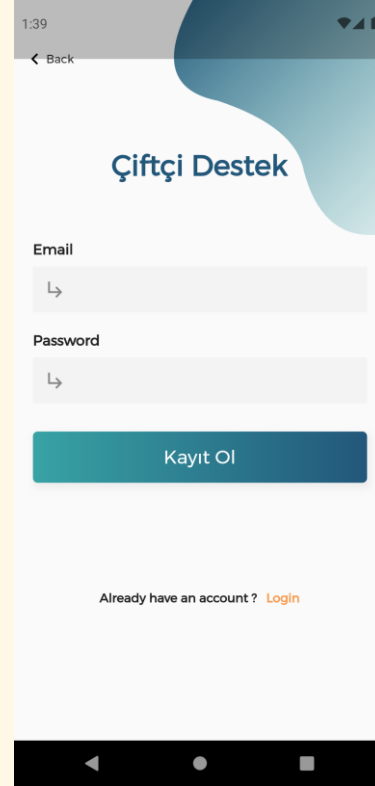 1:39
Back
Çiftçi Destek
Email
Password
Kayıt Ol
Already have an account ? Login